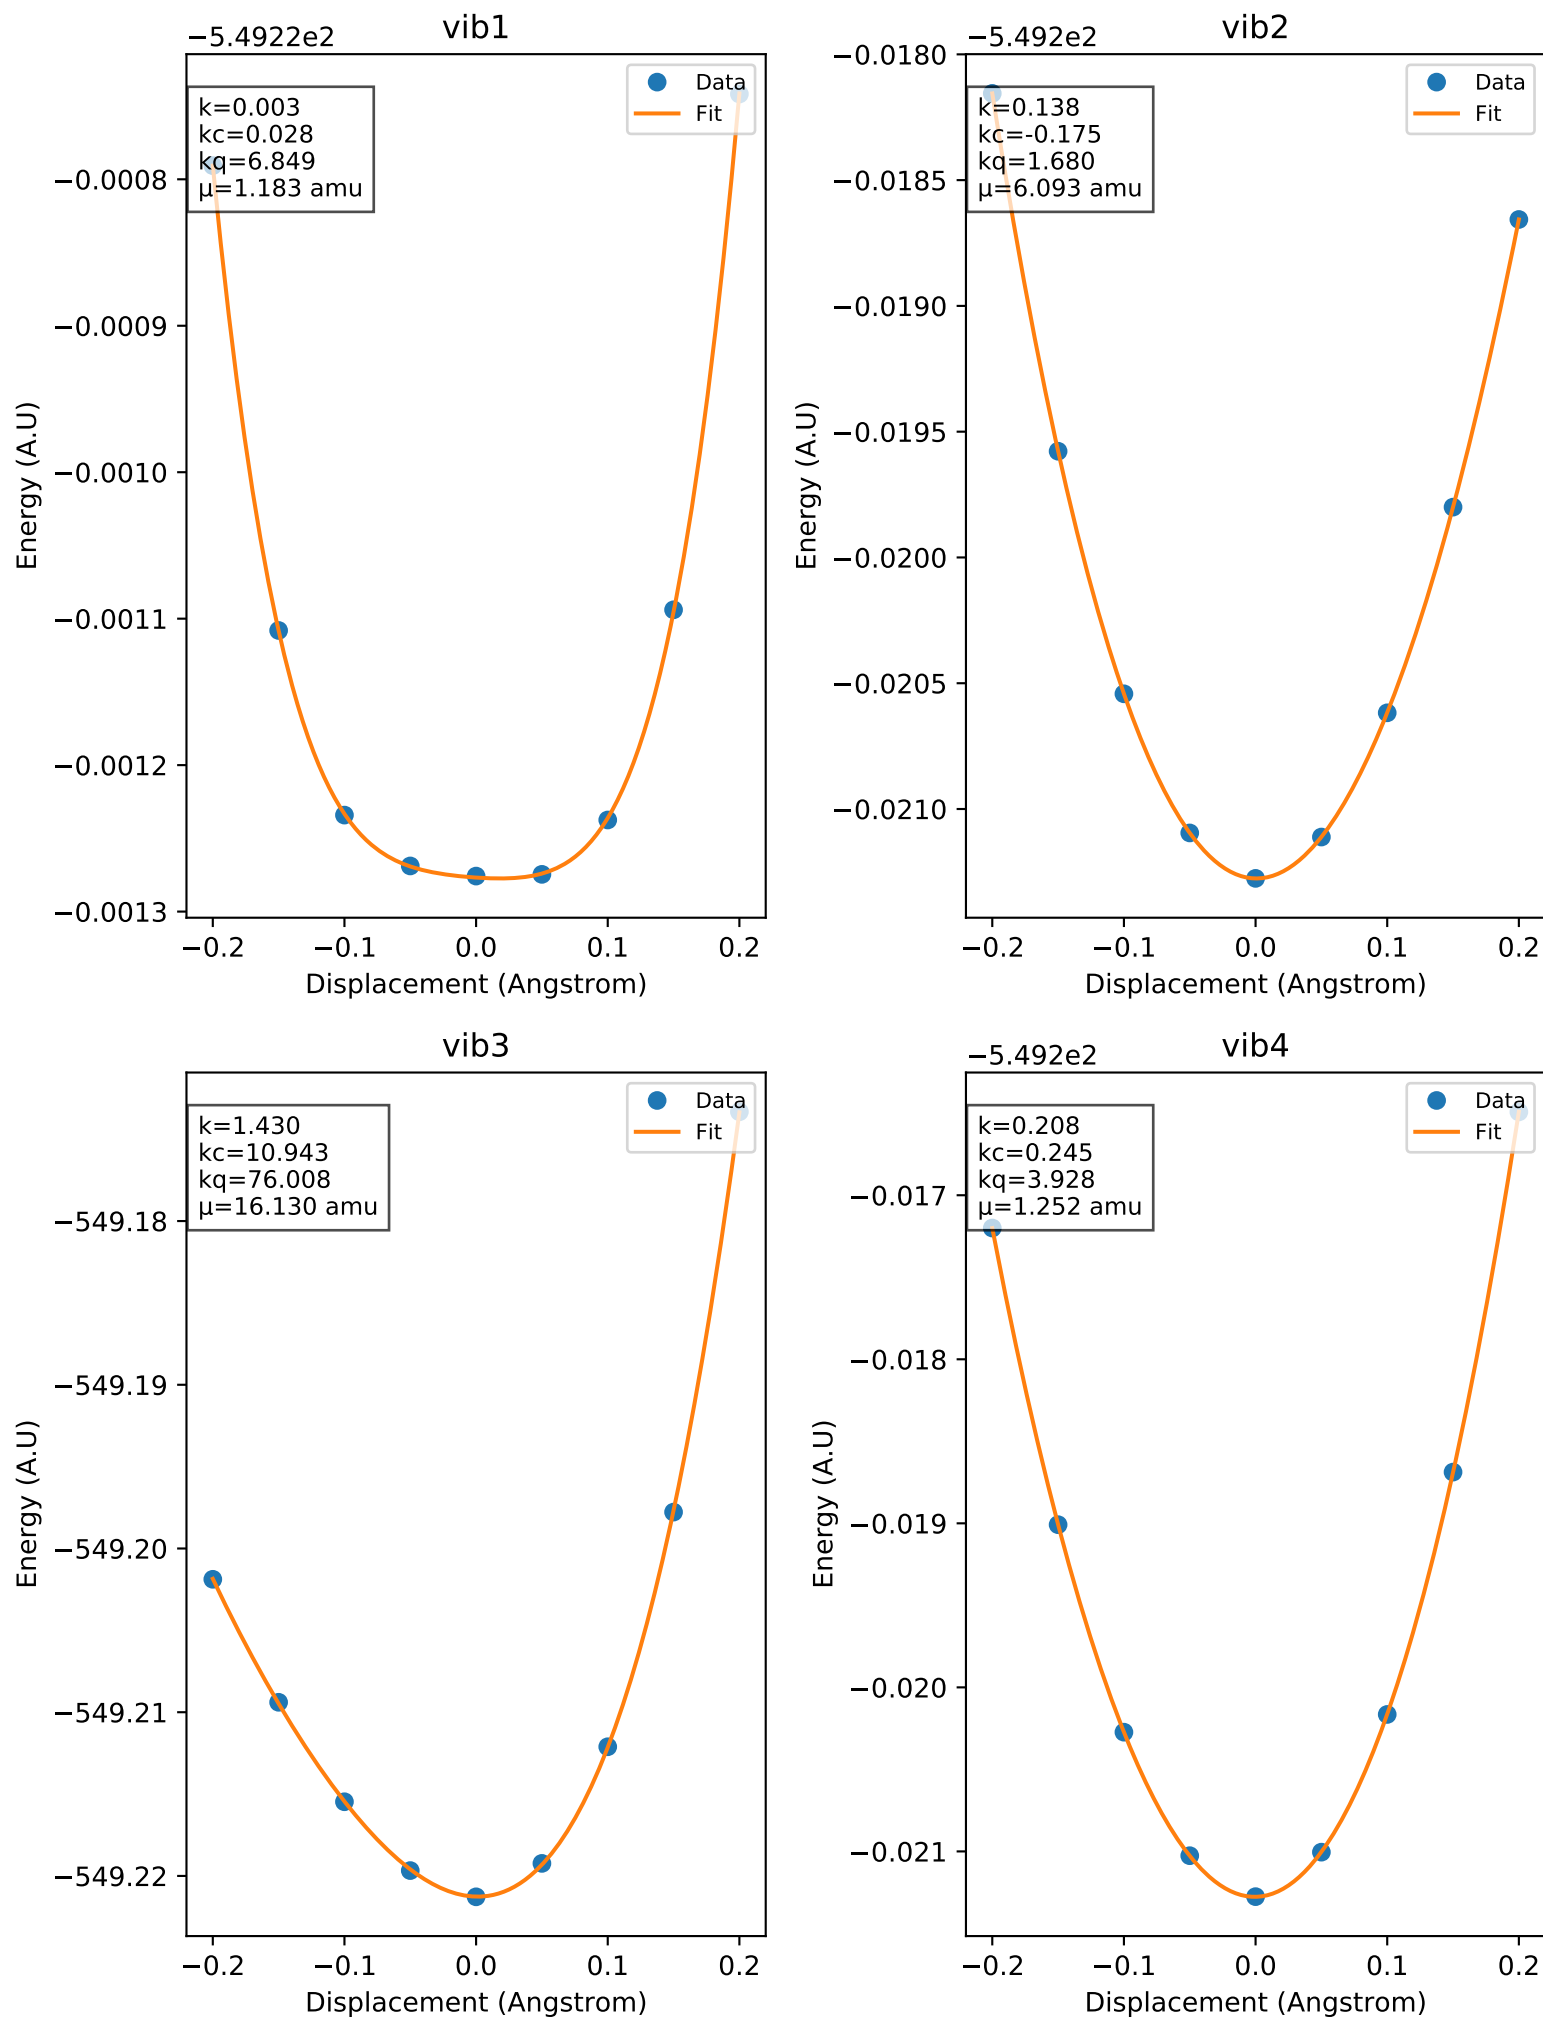 vib1
−5.4922e2
k=0.003
kc=0.028
kq=6.849
μ=1.183 amu
Data
Fit
Energy (A.U)
−0.0008
−0.0009
−0.0010
−0.0011
−0.0012
−0.0013
−0.2
−0.1
0.0
0.1
0.2
Displacement (Angstrom)
vib2
−5.492e2
k=0.138
kc=-0.175
kq=1.680
μ=6.093 amu
Data
Fit
Energy (A.U)
−0.0180
−0.0185
−0.0190
−0.0195
−0.0200
−0.0205
−0.0210
−0.2
−0.1
0.0
0.1
0.2
Displacement (Angstrom)
vib3
k=1.430
kc=10.943
kq=76.008
μ=16.130 amu
Data
Fit
Energy (A.U)
−549.18
−549.19
−549.20
−549.21
−549.22
−0.2
−0.1
0.0
0.1
0.2
Displacement (Angstrom)
vib4
−5.492e2
k=0.208
kc=0.245
kq=3.928
μ=1.252 amu
Data
Fit
Energy (A.U)
−0.017
−0.018
−0.019
−0.020
−0.021
−0.2
−0.1
0.0
0.1
0.2
Displacement (Angstrom)